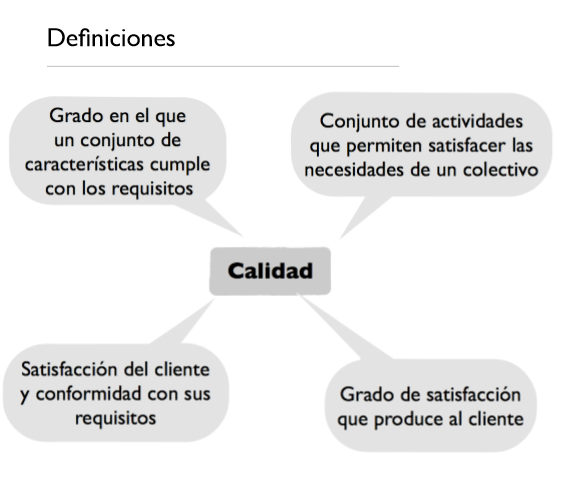 Definiciones
Grado en el que
un conjunto de
características cumple
con los requisitos
Conjunto de actividades
que permiten satisfacer las
necesidades de un colectivo
Calidad
Satisfacción del cliente
y conformidad con sus
requisitos
Grado de satisfacción
que produce al cliente